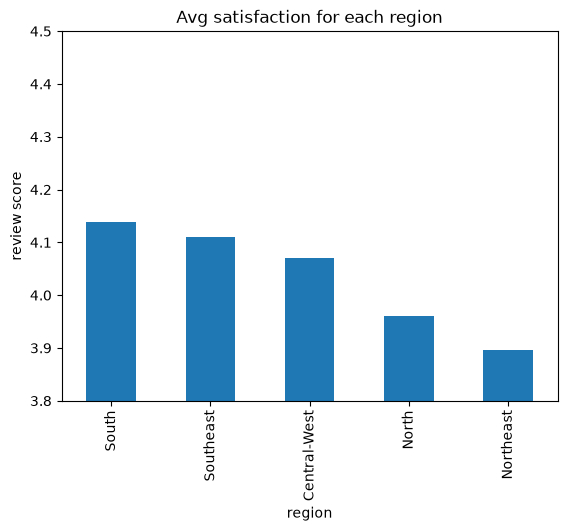 Avg satisfaction for each region
review score
4.5
4.4
4.3
4.2
4.1
4.0
3.9
3.8
South
Southeast
Central-West
North
Northeast
region